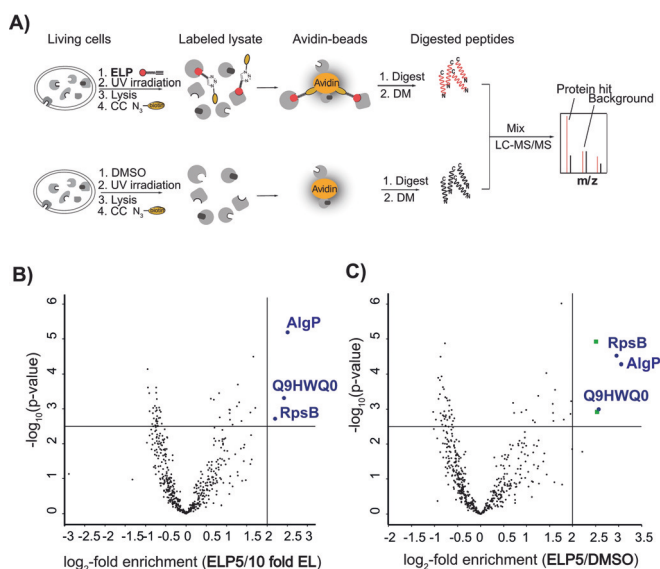 A)
Living cells
Labeled lysate
Avidin-beads
Digested peptides
1. ELP
2. UV irradiation
3. Lysis
4. CC N3-biotin
Avidin
1. Digest
2. DM
Protein hit
Background
Mix
LC-MS/MS
m/z
1. DMSO
2. UV irradiation
3. Lysis
4. CC N3-biotin
Avidin
1. Digest
2. DM
B)
6
5
4
3
2
1
0
-log10(p-value)
AlgP
Q9HWQ0
RpsB
-3 -2 -1.5 -1 -0.5 0.0 0.5 1 1.5 2 2.5 3.2
log2-fold enrichment (ELP5/10 fold EL)
C)
6
5
4
3
2
1
0
-log10(p-value)
RpsB
AlgP
Q9HWQ0
-2 -1.5 -1 -0.5 0.0 0.5 1 1.5 2 2.5 3.0 3.5
log2-fold enrichment (ELP5/DMSO)